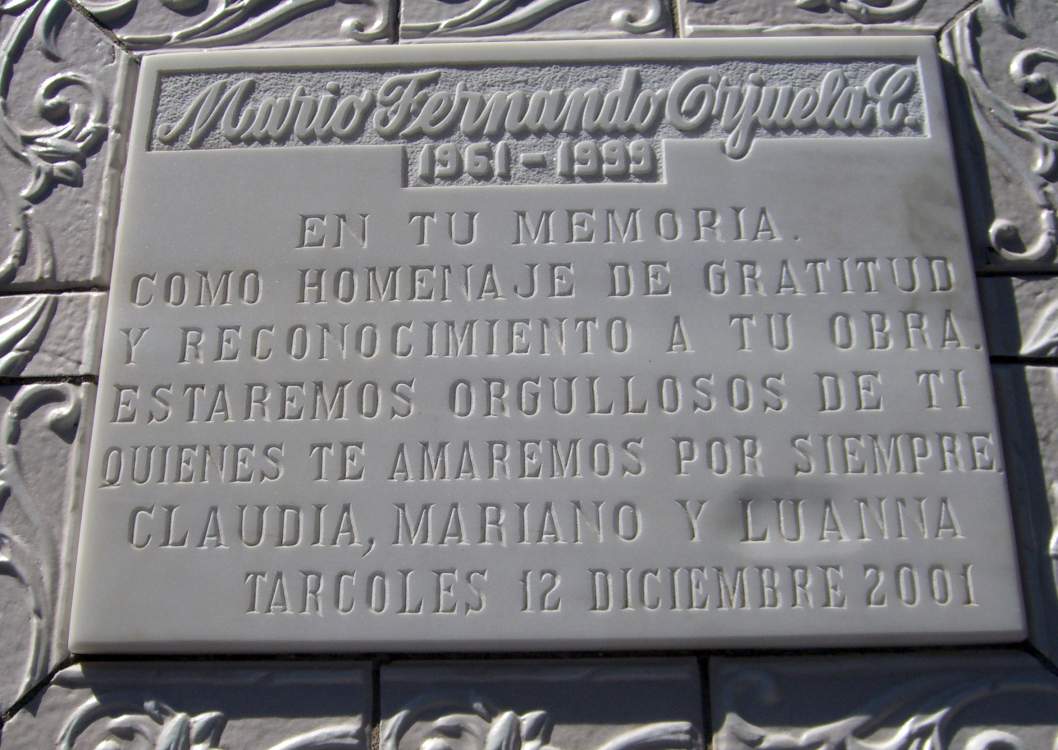 Mario Fernando Orjuela C.
1961 - 1999
EN TU MEMORIA.
COMO HOMENAJE DE GRATITUD
Y RECONOCIMIENTO A TU OBRA.
ESTAREMOS ORGULLOSOS DE TI
QUIENES TE AMAREMOS POR SIEMPRE.
CLAUDIA, MARIANO Y LUANNA
TARCOLES 12 DICIEMBRE 2001